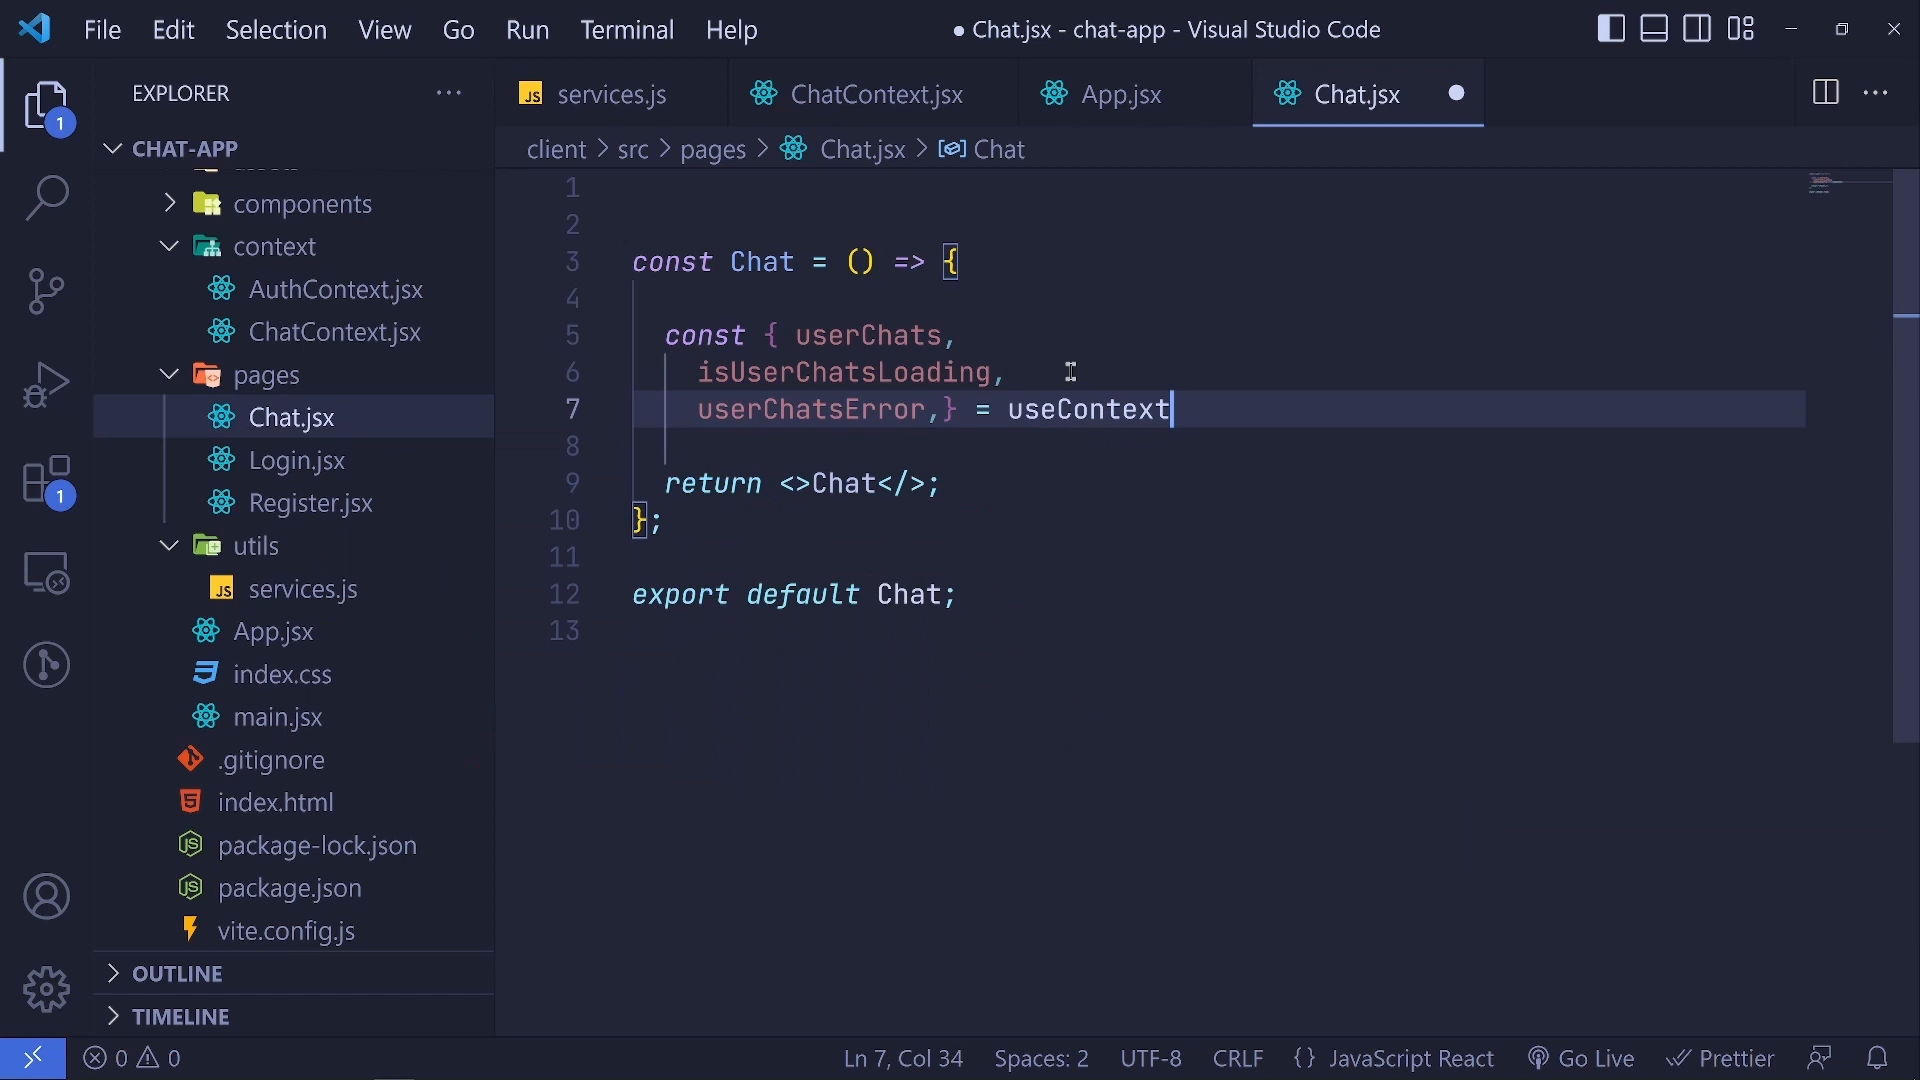 File Edit Selection View Go Run Terminal Help
● Chat.jsx - chat-app - Visual Studio Code
EXPLORER
CHAT-APP
components
context
AuthContext.jsx
ChatContext.jsx
pages
Chat.jsx
Login.jsx
Register.jsx
utils
services.js
App.jsx
index.css
main.jsx
.gitignore
index.html
package-lock.json
package.json
vite.config.js
OUTLINE
TIMELINE
1
1
JS services.js ChatContext.jsx App.jsx Chat.jsx
client > src > pages > Chat.jsx > Chat
1
2
3 const Chat = () => {
4
5 const { userChats,
6 isUserChatsLoading,
7 userChatsError,} = useContext
8
9 return <>Chat</>;
10 };
11
12 export default Chat;
13
0 0 Ln 7, Col 34 Spaces: 2 UTF-8 CRLF {} JavaScript React Go Live Prettier